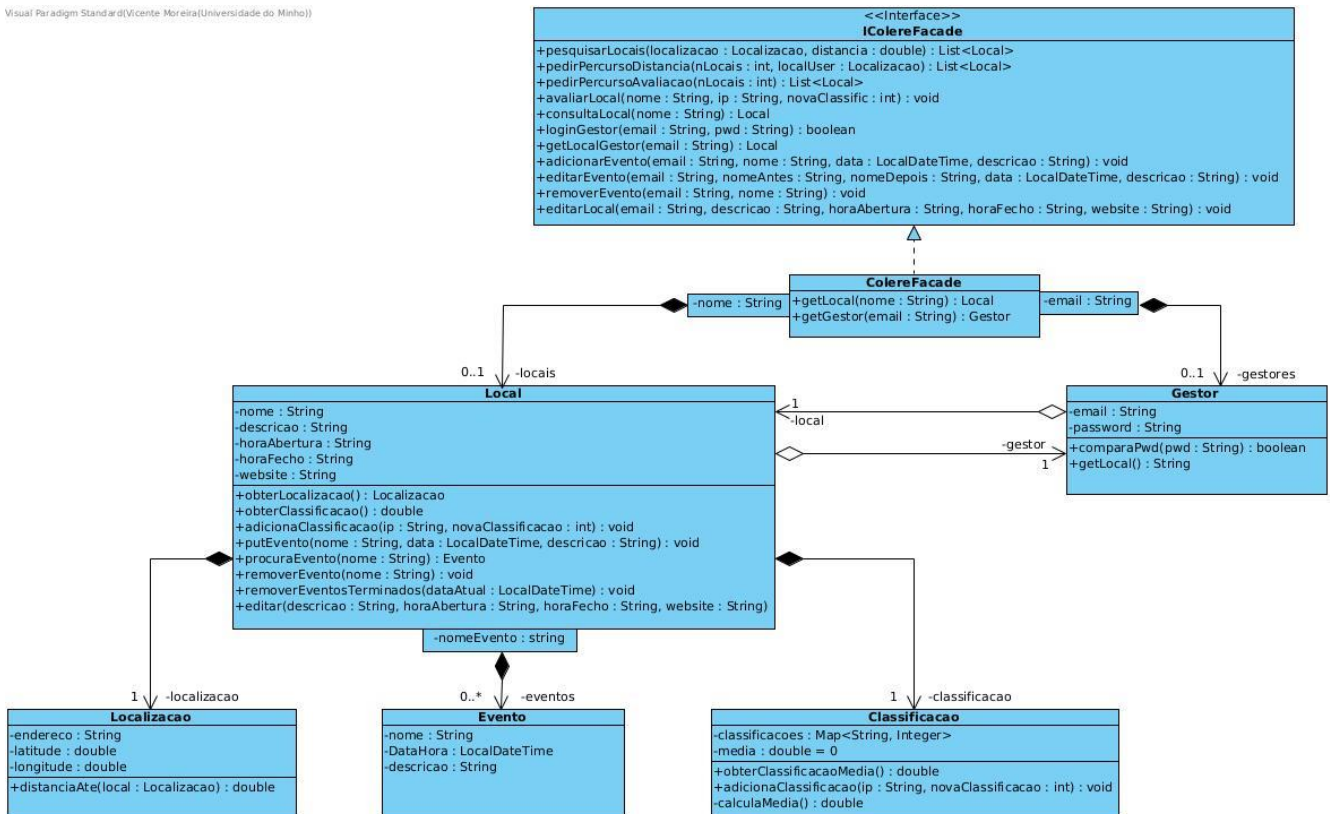 Visual Paradigm Standard(Vicente Moreira(Universidade do Minho))
<<Interface>>
IColereFacade
+pesquisarLocais(localizacao : Localizacao, distancia : double) : List<Local>
+pedirPercursoDistancia(nLocais : int, localUser : Localizacao) : List<Local>
+pedirPercursoAvaliacao(nLocais : int) : List<Local>
+avaliarLocal(nome : String, ip : String, novaClassific : int) : void
+consultaLocal(nome : String) : Local
+loginGestor(email : String, pwd : String) : boolean
+getLocalGestor(email : String) : Local
+adicionarEvento(email : String, nome : String, data : LocalDateTime, descricao : String) : void
+editarEvento(email : String, nomeAntes : String, nomeDepois : String, data : LocalDateTime, descricao : String) : void
+removerEvento(email : String, nome : String) : void
+editarLocal(email : String, descricao : String, horaAbertura : String, horaFecho : String, website : String) : void
ColereFacade
-nome : String
+getLocal(nome : String) : Local
+getGestor(email : String) : Gestor
-email : String
0..1
-locais
0..1
-gestores
Local
-nome : String
-descricao : String
-horaAbertura : String
-horaFecho : String
-website : String
+obterLocalizacao() : Localizacao
+obterClassificacao() : double
+adicionaClassificacao(ip : String, novaClassificacao : int) : void
+putEvento(nome : String, data : LocalDateTime, descricao : String) : void
+procuraEvento(nome : String) : Evento
+removerEvento(nome : String) : void
+removerEventosTerminados(dataAtual : LocalDateTime) : void
+editar(descricao : String, horaAbertura : String, horaFecho : String, website : String)
-nomeEvento : string
1
-local
-gestor
1
Gestor
-email : String
-password : String
+comparaPwd(pwd : String) : boolean
+getLocal() : String
1
-localizacao
0..*
-eventos
1
-classificacao
Localizacao
-endereco : String
-latitude : double
-longitude : double
+distanciaAte(local : Localizacao) : double
Evento
-nome : String
-DataHora : LocalDateTime
-descricao : String
Classificacao
-classificacoes : Map<String, Integer>
-media : double = 0
+obterClassificacaoMedia() : double
+adicionaClassificacao(ip : String, novaClassificacao : int) : void
-calculaMedia() : double